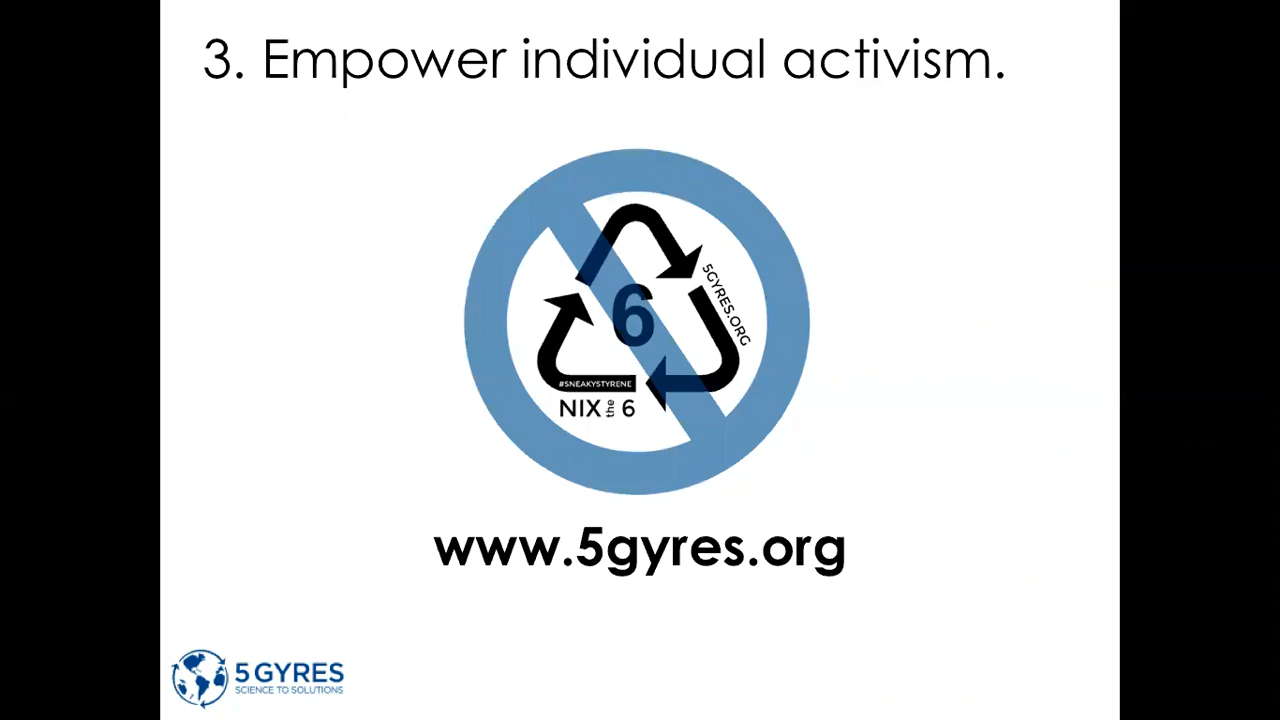 3. Empower individual activism.
5GYRES.ORG
6
#SNEAKYSTYRENE
NIX the 6
www.5gyres.org
5 GYRES
SCIENCE TO SOLUTIONS